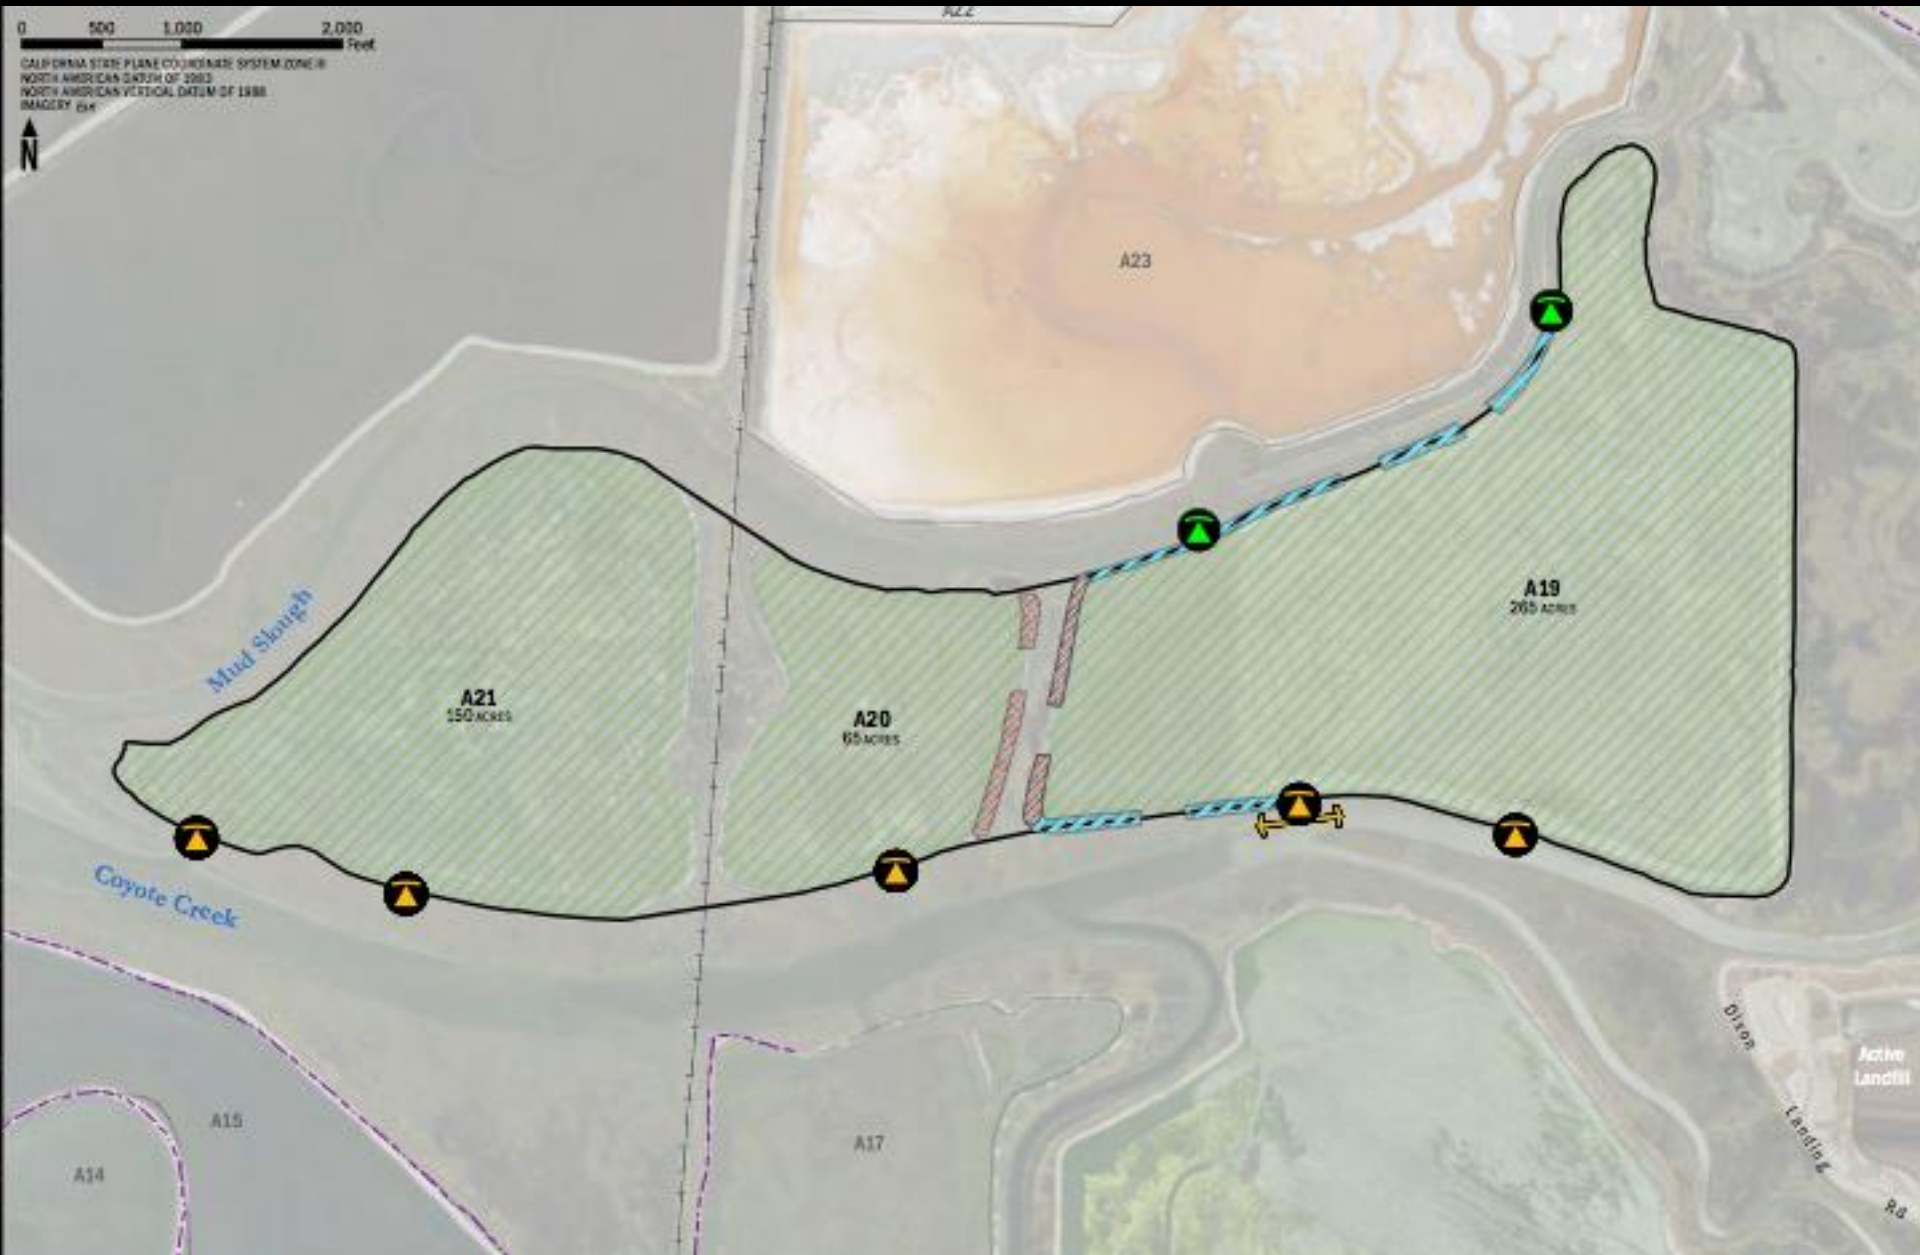 0 500 1,000 2,000
Feet
CALIFORNIA STATE PLANE COORDINATE SYSTEM ZONE III
NORTH AMERICAN DATUM OF 1983
NORTH AMERICAN VERTICAL DATUM OF 1988
IMAGERY
N
A22
A23
A19
265 ACRES
A21
150 ACRES
A20
65 ACRES
Mud Slough
Coyote Creek
A15
A14
A17
Dixon Landing Rd
Active
Landfill